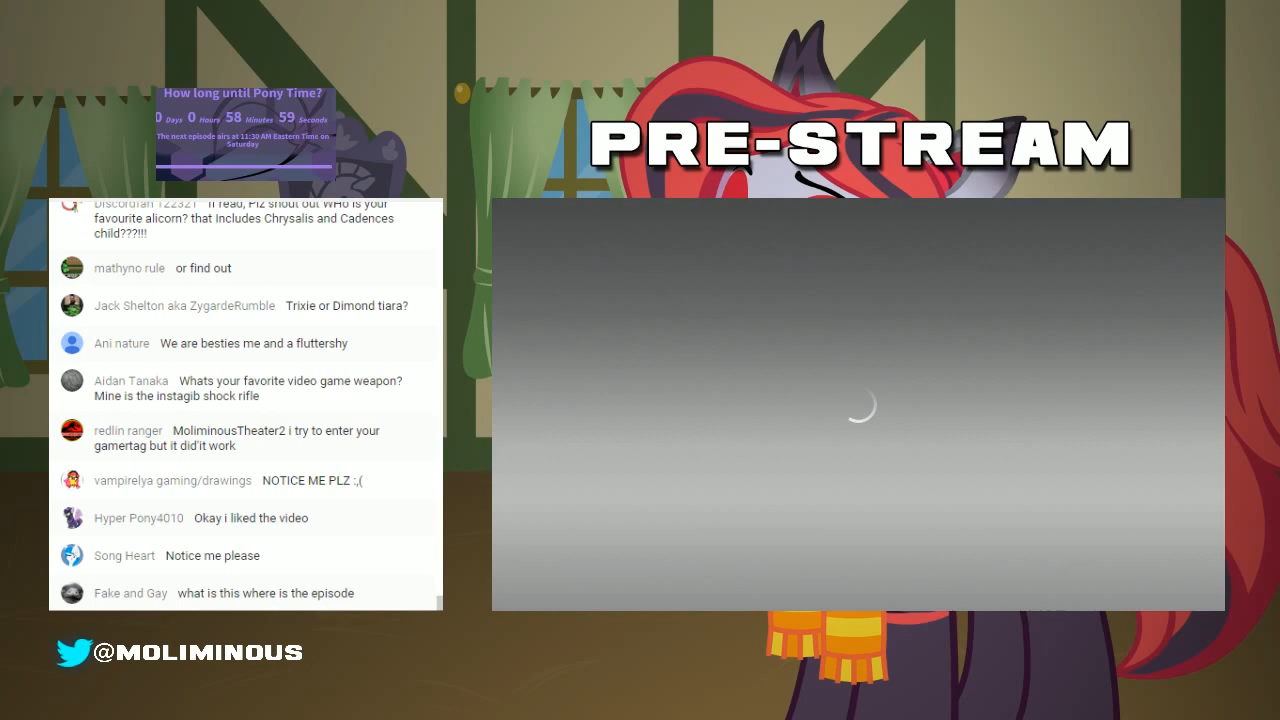 How long until Pony Time?
0 Days 0 Hours 58 Minutes 59 Seconds
The next episode airs at 11:30 AM Eastern Time on
Saturday
PRE-STREAM
Discordfan 122321 If read, Plz shout out WHo is your
favourite alicorn? that Includes Chrysalis and Cadences
child???!!!
mathyno rule or find out
Jack Shelton aka ZygardeRumble Trixie or Dimond tiara?
Ani nature We are besties me and a fluttershy
Aidan Tanaka Whats your favorite video game weapon?
Mine is the instagib shock rifle
redlin ranger MoliminousTheater2 i try to enter your
gamertag but it did'it work
vampirelya gaming/drawings NOTICE ME PLZ :,(
Hyper Pony4010 Okay i liked the video
Song Heart Notice me please
Fake and Gay what is this where is the episode
@MOLIMINOUS